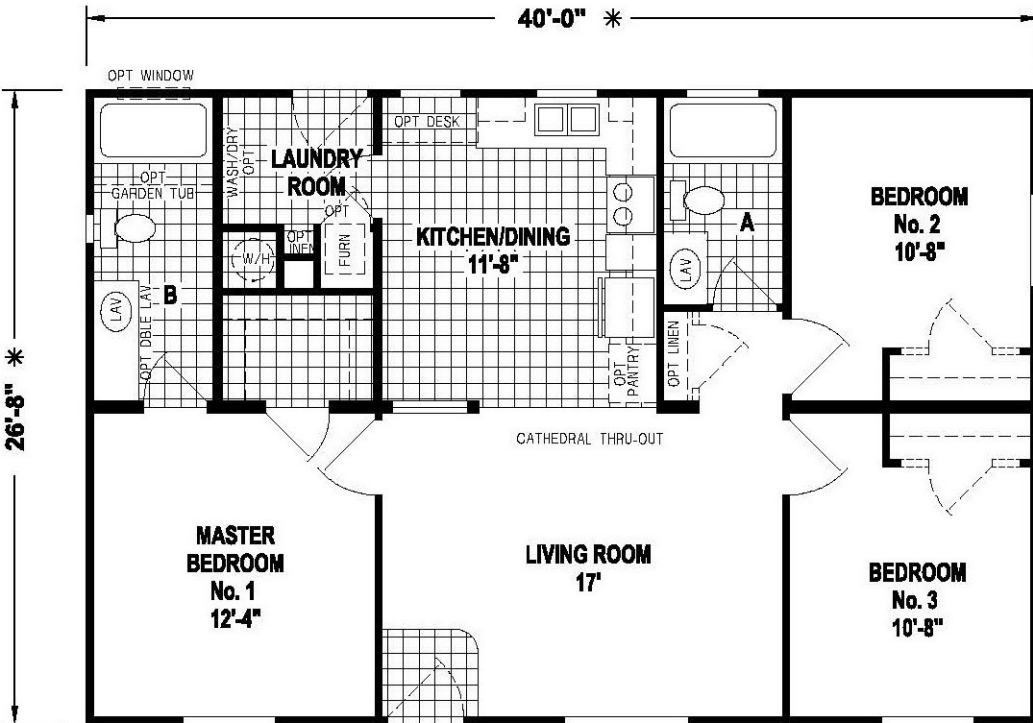 40'-0" *
OPT WINDOW
OPT DESK
WASH/DRY
OPT
LAUNDRY
ROOM
OPT
GARDEN TUB
OPT
OPT
LINEN
FURN
W/H
KITCHEN/DINING
11'-8"
A
LAV
BEDROOM
No. 2
10'-8"
B
LAV
OPT DBLE LAV
OPT
PANTRY
OPT LINEN
26'-8" *
CATHEDRAL THRU-OUT
MASTER
BEDROOM
No. 1
12'-4"
LIVING ROOM
17'
BEDROOM
No. 3
10'-8"